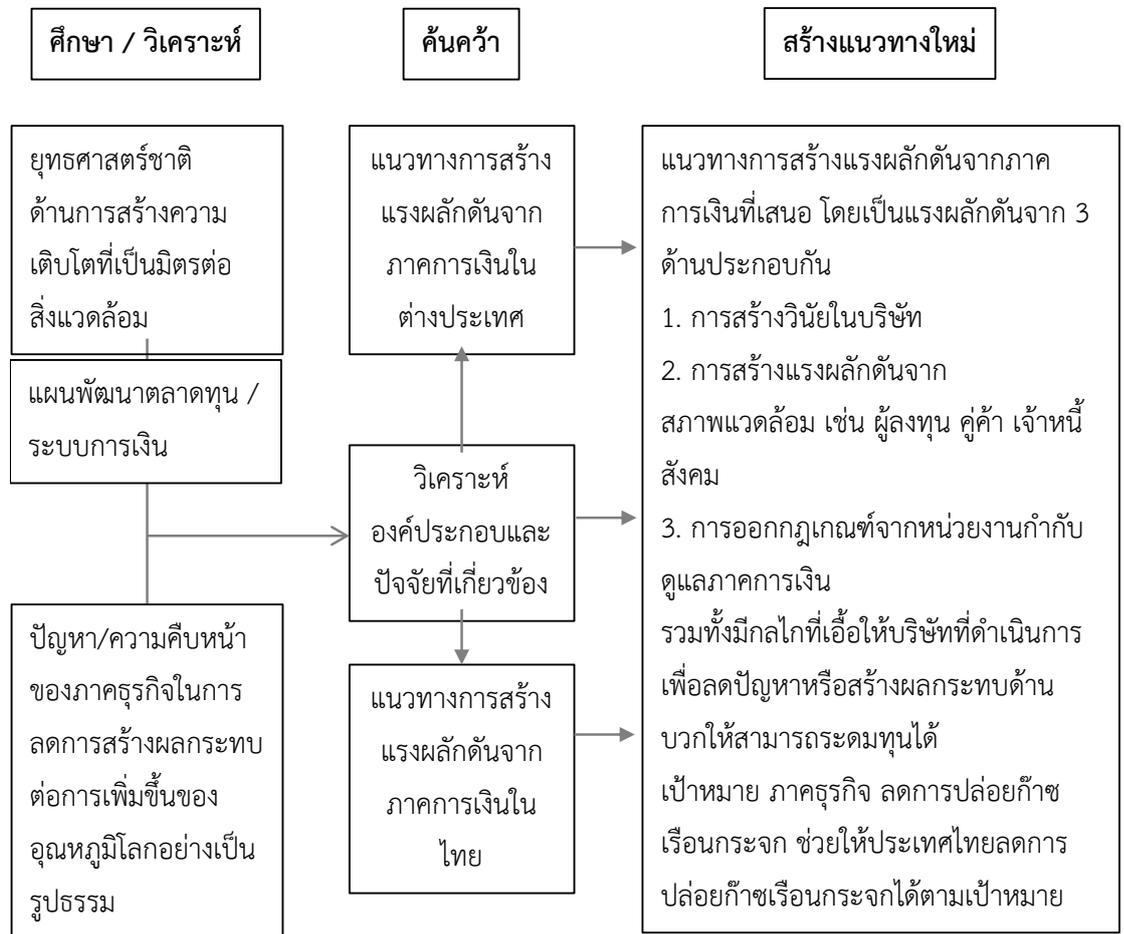 ศึกษา / วิเคราะห์
ค้นคว้า
สร้างแนวทางใหม่
ยุทธศาสตร์ชาติ
ด้านการสร้างความ
เติบโตที่เป็นมิตรต่อ
สิ่งแวดล้อม
แผนพัฒนาตลาดทุน /
ระบบการเงิน
ปัญหา/ความคืบหน้า
ของภาคธุรกิจในการ
ลดการสร้างผลกระทบ
ต่อการเพิ่มขึ้นของ
อุณหภูมิโลกอย่างเป็น
รูปธรรม
แนวทางการสร้าง
แรงผลักดันจาก
ภาคการเงินใน
ต่างประเทศ
วิเคราะห์
องค์ประกอบและ
ปัจจัยที่เกี่ยวข้อง
แนวทางการสร้าง
แรงผลักดันจาก
ภาคการเงินใน
ไทย
แนวทางการสร้างแรงผลักดันจากภาค
การเงินที่เสนอ โดยเป็นแรงผลักดันจาก 3
ด้านประกอบกัน
1. การสร้างวินัยในบริษัท
2. การสร้างแรงผลักดันจาก
สภาพแวดล้อม เช่น ผู้ลงทุน คู่ค้า เจ้าหนี้
สังคม
3. การออกกฎเกณฑ์จากหน่วยงานกำกับ
ดูแลภาคการเงิน
รวมทั้งมีกลไกที่เอื้อให้บริษัทที่ดำเนินการ
เพื่อลดปัญหาหรือสร้างผลกระทบด้าน
บวกให้สามารถระดมทุนได้
เป้าหมาย ภาคธุรกิจ ลดการปล่อยก๊าซ
เรือนกระจก ช่วยให้ประเทศไทยลดการ
ปล่อยก๊าซเรือนกระจกได้ตามเป้าหมาย